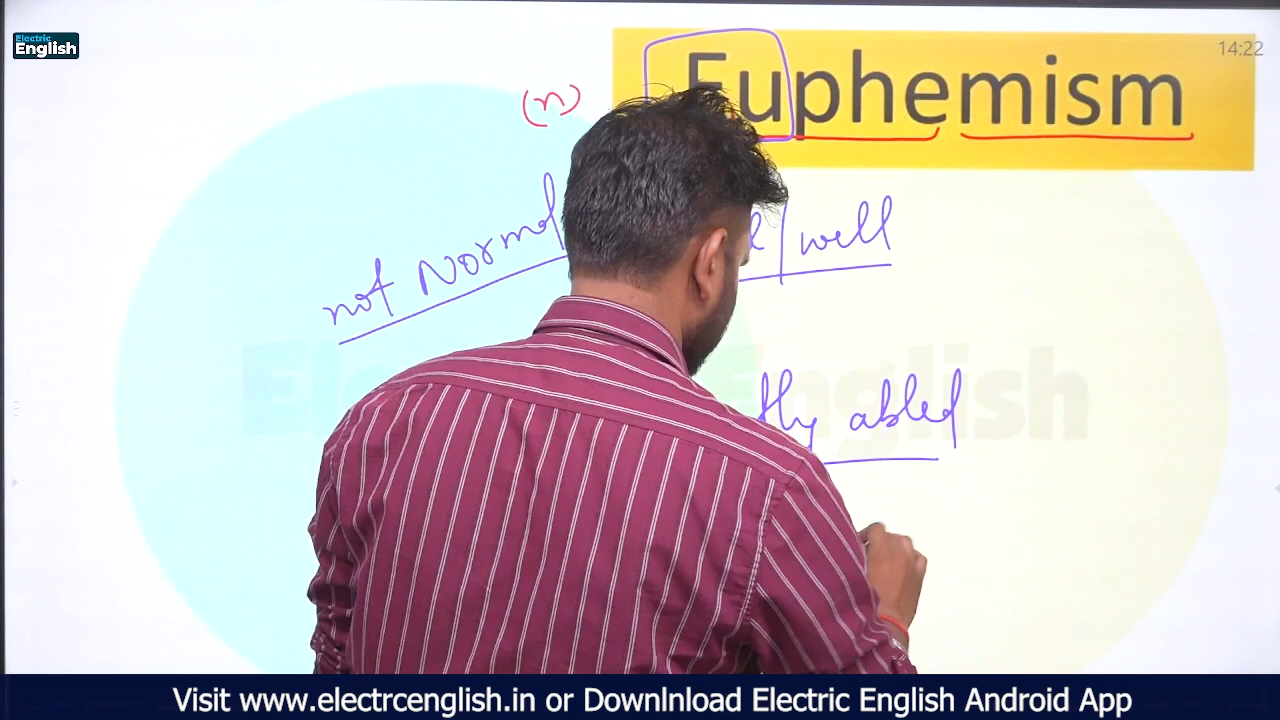 Electric
English
14:22
Euphemism
(n)
not Normal
/well
abled
English
Visit www.electrcenglish.in or Downlnload Electric English Android App